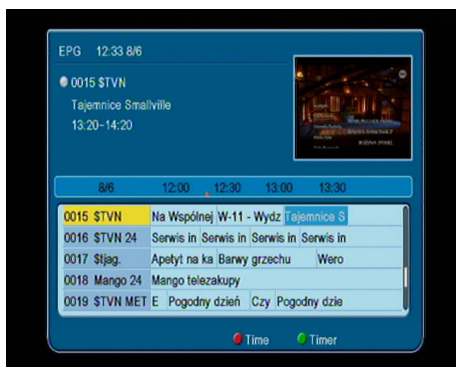 EPG 12:33 8/6
0015 $TVN
Tajemnice Smallville
13:20-14:20
8/6 12:00 12:30 13:00 13:30
0015 $TVN Na Wspólnej W-11 - Wydz Tajemnice S
0016 $TVN 24 Serwis in Serwis in Serwis in Serwis in
0017 $tjag. Apetyt na ka Barwy grzechu Wero
0018 Mango 24 Mango telezakupy
0019 $TVN MET E Pogodny dzień Czy Pogodny dzie
Time Timer